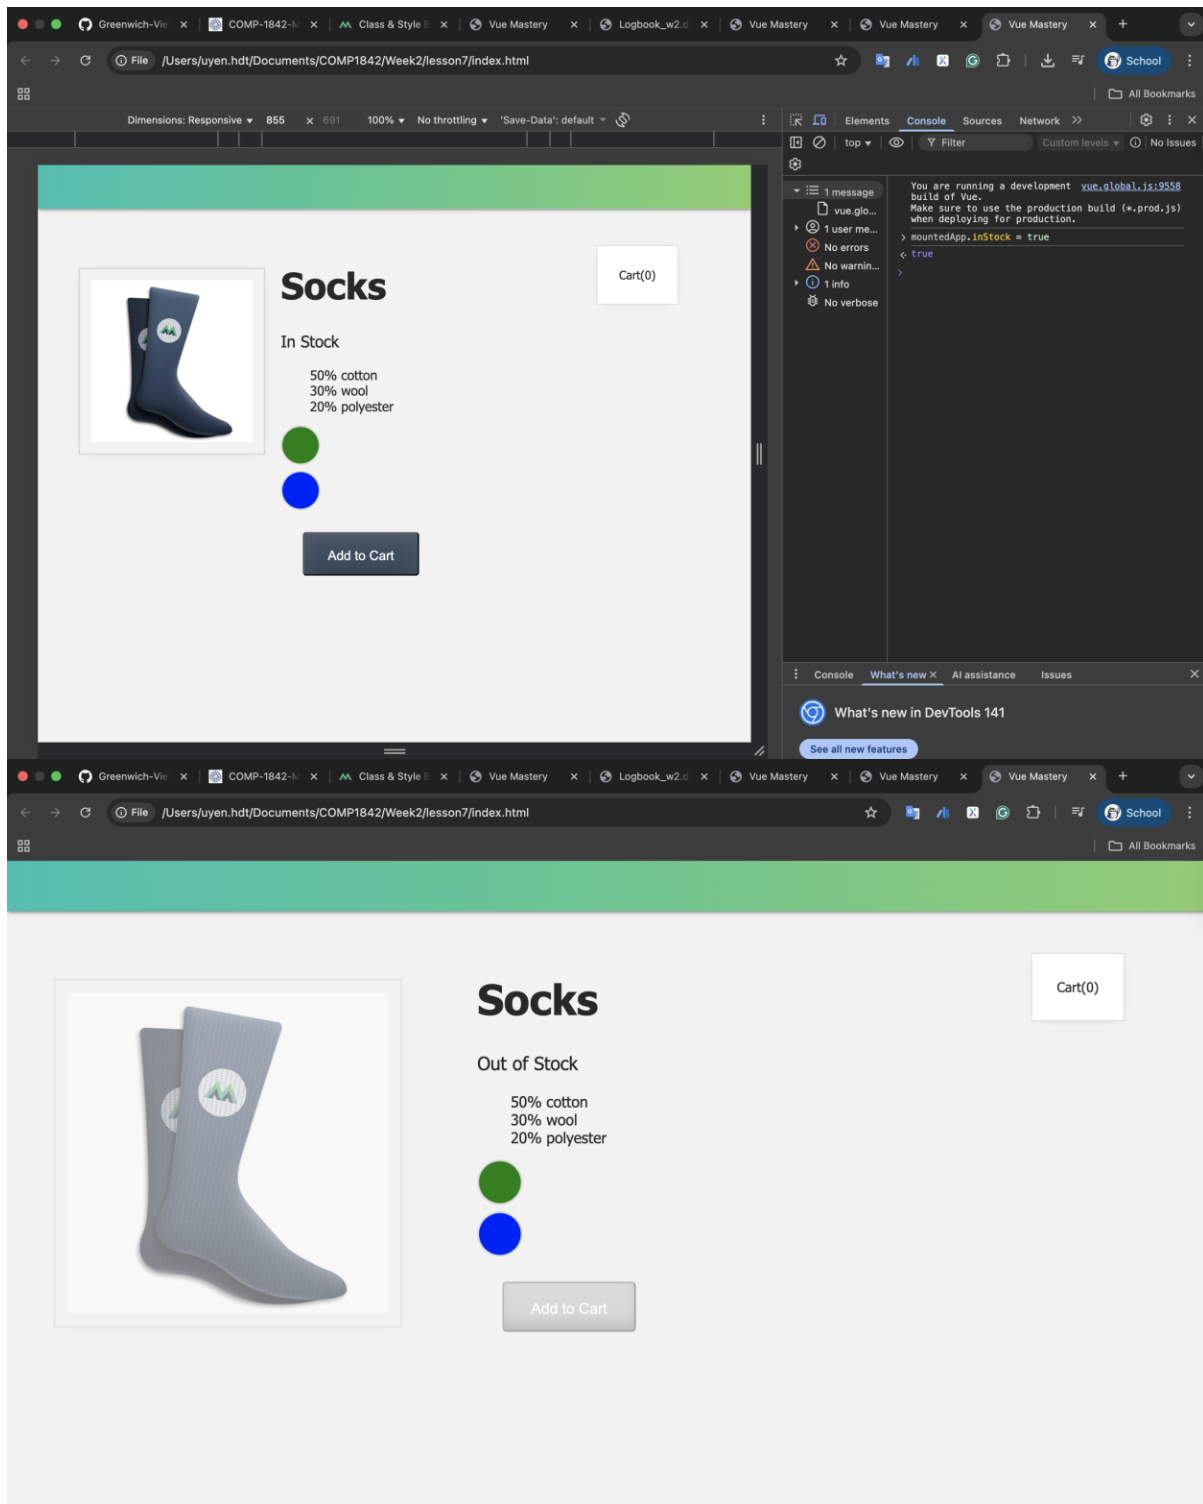 Greenwich-Vie
COMP-1842-M
Class & Style B
Vue Mastery
Logbook_w2.d
Vue Mastery
Vue Mastery
Vue Mastery
File /Users/uyen.hdt/Documents/COMP1842/Week2/lesson7/index.html
School
All Bookmarks
Dimensions: Responsive 855 x 691 100% No throttling 'Save-Data': default
Elements Console Sources Network
top Filter Custom levels No Issues
Socks
Cart(0)
In Stock
50% cotton
30% wool
20% polyester
Add to Cart
1 message
vue.glo...
1 user me...
No errors
No warnin...
1 info
No verbose
You are running a development vue.global.js:9558
build of Vue.
Make sure to use the production build (*.prod.js)
when deploying for production.
> mountedApp.inStock = true
true
Console What's new AI assistance Issues
What's new in DevTools 141
See all new features
Greenwich-Vie
COMP-1842-M
Class & Style B
Vue Mastery
Logbook_w2.d
Vue Mastery
Vue Mastery
Vue Mastery
File /Users/uyen.hdt/Documents/COMP1842/Week2/lesson7/index.html
School
All Bookmarks
Socks
Cart(0)
Out of Stock
50% cotton
30% wool
20% polyester
Add to Cart